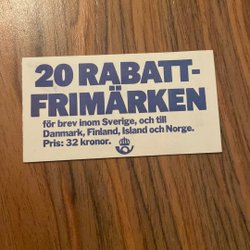 20 RABATT-
FRIMÄRKEN
för brev inom Sverige, och till
Danmark, Finland, Island och Norge.
Pris: 32 kronor.